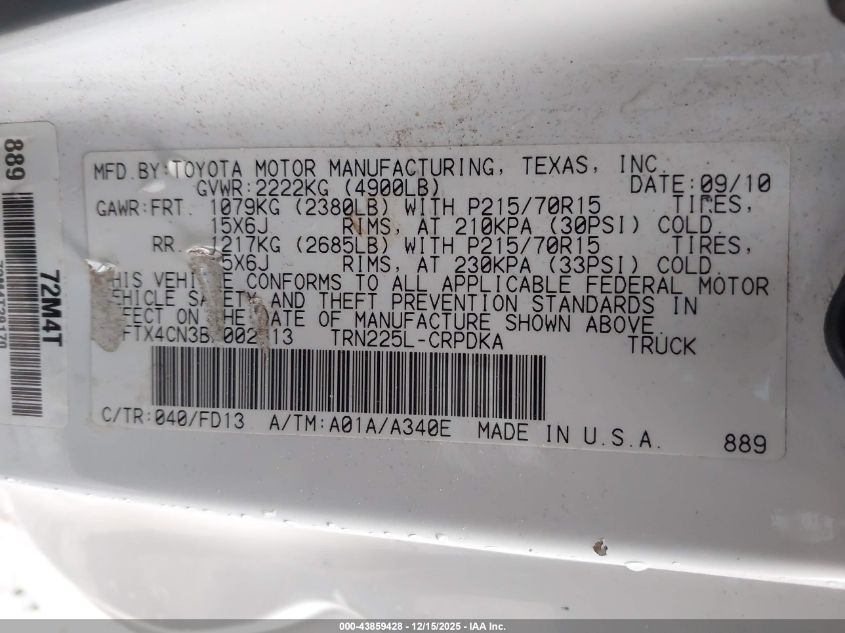 889
72M4T
MFD.BY:TOYOTA MOTOR MANUFACTURING, TEXAS, INC.
GVWR:2222KG (4900LB) DATE:09/10
GAWR:FRT. 1079KG (2380LB) WITH P215/70R15 TIRES,
15X6J RIMS, AT 210KPA (30PSI) COLD
RR. 1217KG (2685LB) WITH P215/70R15 TIRES,
RIMS, AT 230KPA (33PSI) COLD
CONFORMS TO ALL APPLICABLE FEDERAL MOTOR
AND THEFT PREVENTION STANDARDS IN
ON THE DATE OF MANUFACTURE SHOWN ABOVE.
TRN225L-CRPDKA TRUCK
C/TR:040/FD13 A/TM:A01A/A340E MADE IN U.S.A.
889
000-43859428 - 12/15/2025 - IAA Inc.